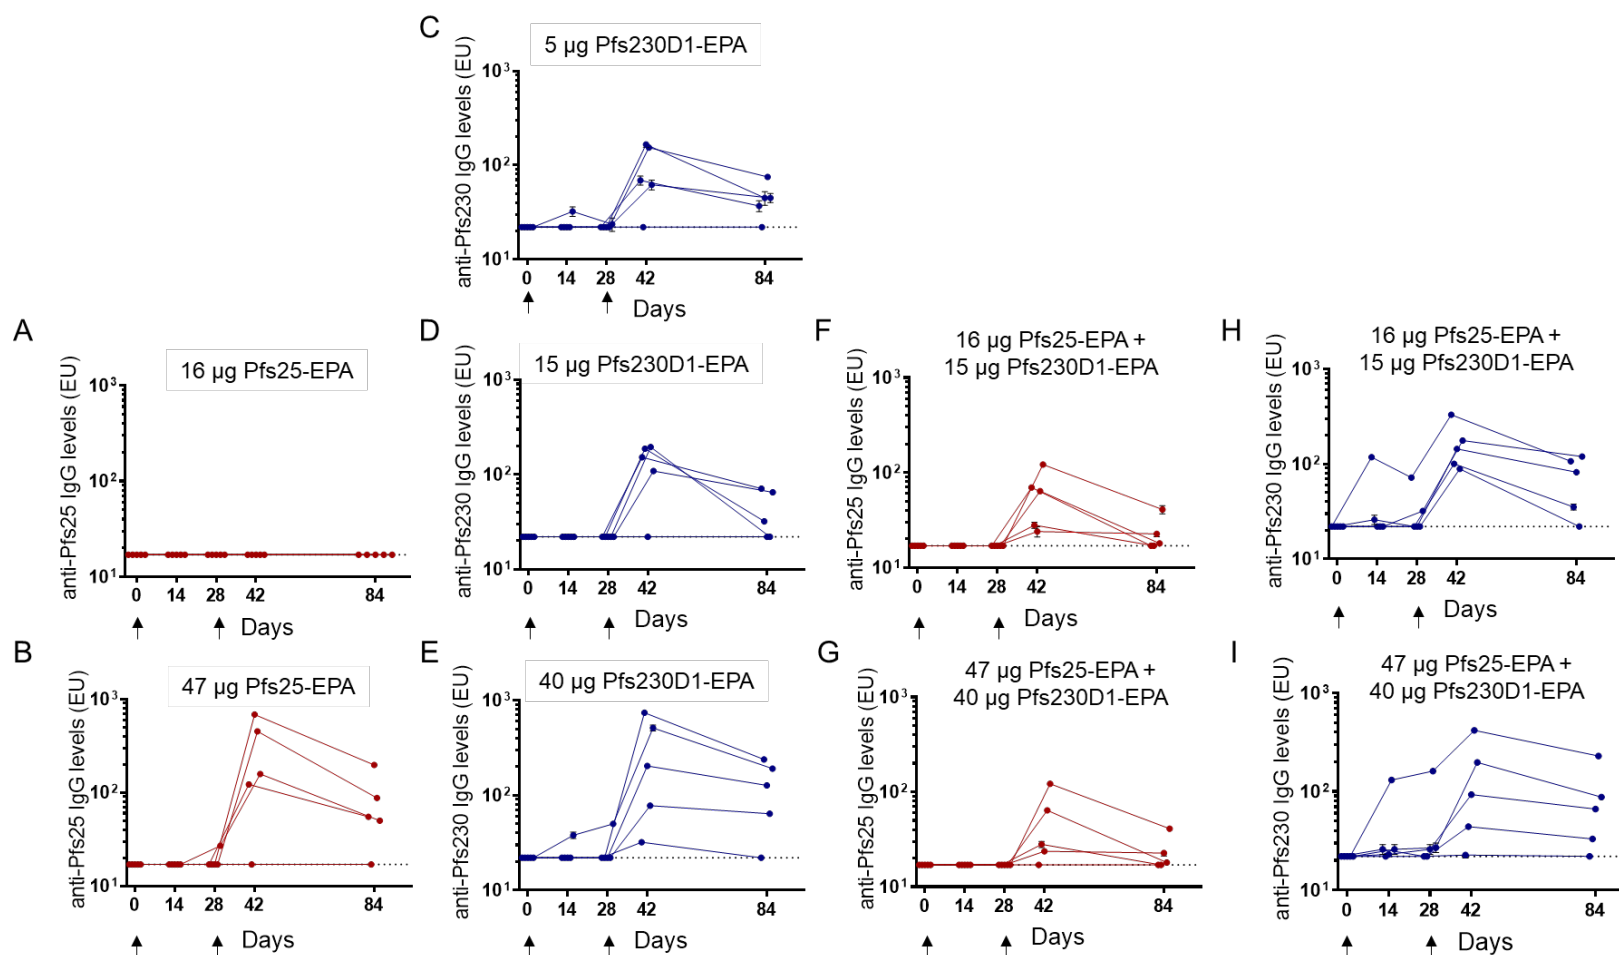 C
5 µg Pfs230D1-EPA
anti-Pfs230 IgG levels (EU)
10³
10²
10¹
0 14 28 42 84
Days
A
16 µg Pfs25-EPA
anti-Pfs25 IgG levels (EU)
10³
10²
10¹
0 14 28 42 84
Days
D
15 µg Pfs230D1-EPA
anti-Pfs230 IgG levels (EU)
10³
10²
10¹
0 14 28 42 84
Days
F
16 µg Pfs25-EPA +
15 µg Pfs230D1-EPA
anti-Pfs25 IgG levels (EU)
10³
10²
10¹
0 14 28 42 84
Days
H
16 µg Pfs25-EPA +
15 µg Pfs230D1-EPA
anti-Pfs230 IgG levels (EU)
10³
10²
10¹
0 14 28 42 84
Days
B
47 µg Pfs25-EPA
anti-Pfs25 IgG levels (EU)
10³
10²
10¹
0 14 28 42 84
Days
E
40 µg Pfs230D1-EPA
anti-Pfs230 IgG levels (EU)
10³
10²
10¹
0 14 28 42 84
Days
G
47 µg Pfs25-EPA +
40 µg Pfs230D1-EPA
anti-Pfs25 IgG levels (EU)
10³
10²
10¹
0 14 28 42 84
Days
I
47 µg Pfs25-EPA +
40 µg Pfs230D1-EPA
anti-Pfs230 IgG levels (EU)
10³
10²
10¹
0 14 28 42 84
Days